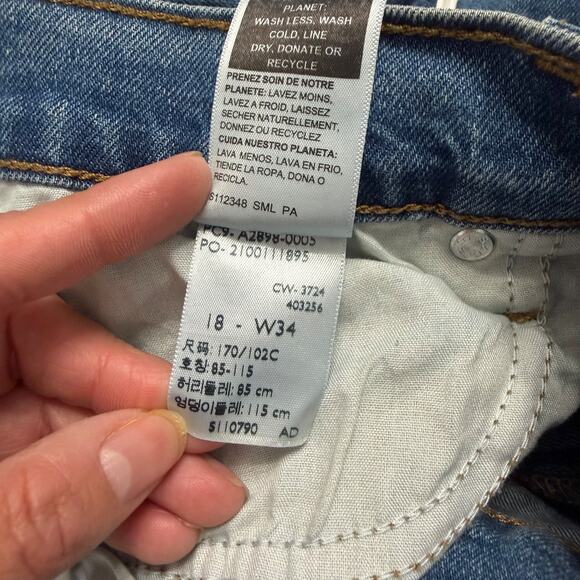 PLANET:
WASH LESS, WASH
COLD, LINE
DRY, DONATE OR
RECYCLE
PRENEZ SOIN DE NOTRE
PLANETE: LAVEZ MOINS,
LAVEZ A FROID, LAISSEZ
SECHER NATURELLEMENT,
DONNEZ OU RECYCLEZ
CUIDA NUESTRO PLANETA:
LAVA MENOS, LAVA EN FRIO,
TIENDE LA ROPA, DONA O
RECICLA.
S112348 SML PA
PC9- A2898-0005
PO- 2100111895
CW- 3724
403256
18 - W34
尺码: 170/102C
호칭: 85-115
허리둘레: 85 cm
엉덩이둘레: 115 cm
S110790 AD